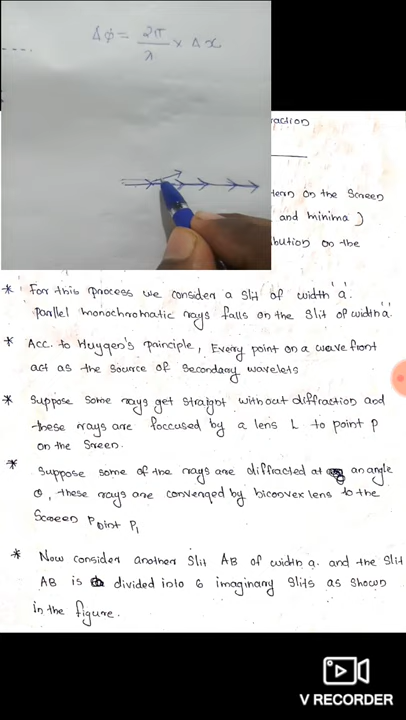 Δφ = 2π/λ × Δx
raction
tern on the screen
and minima )
bution on the
* For this process we consider a slit of width 'a'.
parllel monochromatic rays falls on the slit of width 'a'.
* Acc. to Huygen's painciple, Every point on a wave front
act as the source of secondary wavelets
* Suppose some rays get straight without diffraction and
these rays are foccused by a lens L to point p
on the Sreen.
* Suppose some of the rays are diffracted at an angle
θ, these rays are convenged by biconvex lens to the
Screen Point P₁
* Now consider another Slit AB of width a. and the slit
AB is divided into 6 imaginary slits as shown
in the figure.
V RECORDER